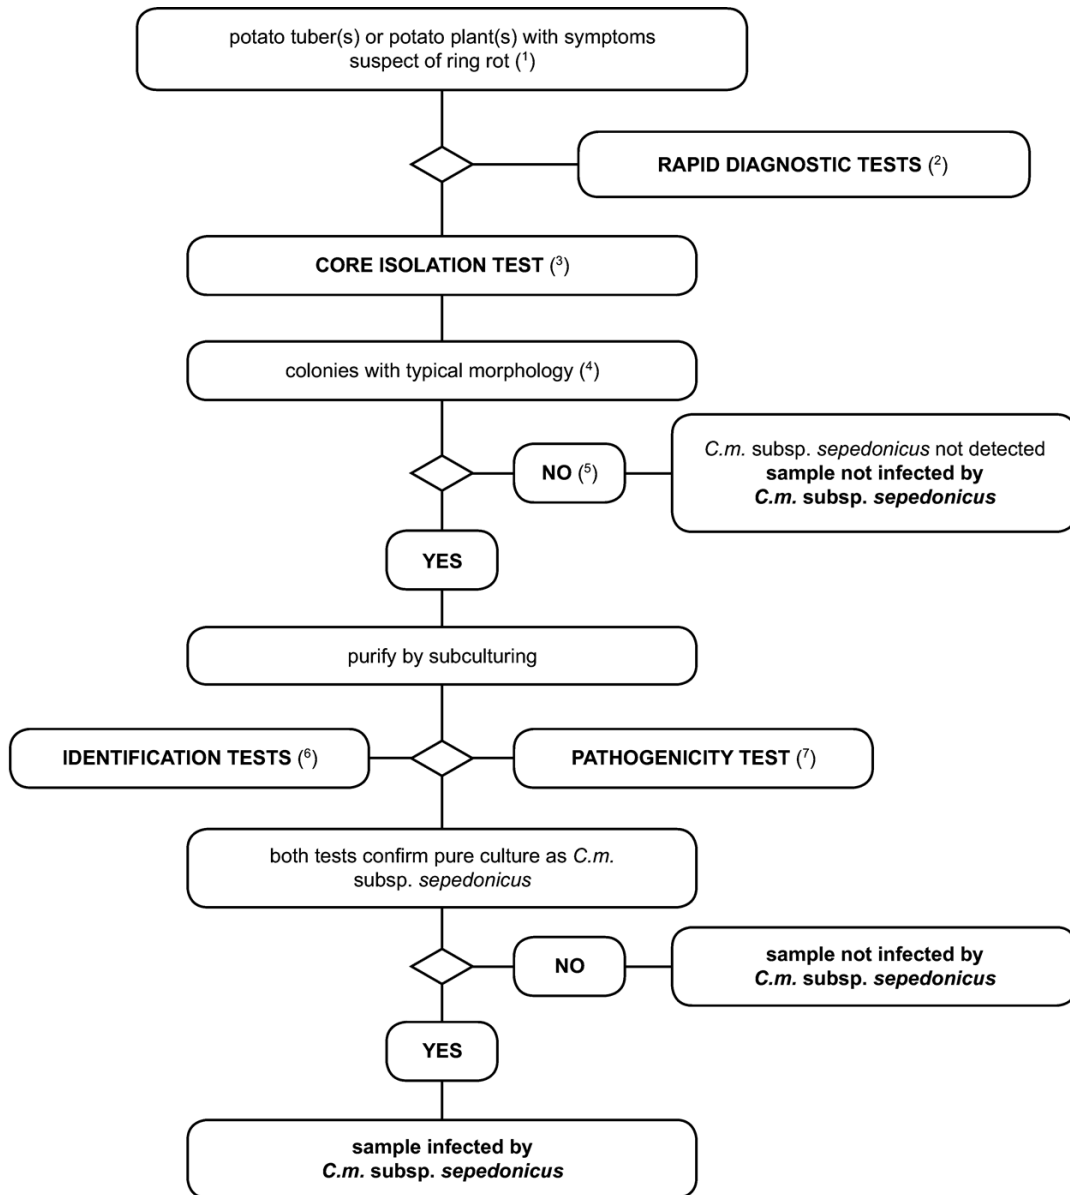 potato tuber(s) or potato plant(s) with symptoms
suspect of ring rot (¹)
RAPID DIAGNOSTIC TESTS (²)
CORE ISOLATION TEST (³)
colonies with typical morphology (⁴)
NO (⁵)
C.m. subsp. sepedonicus not detected
sample not infected by
C.m. subsp. sepedonicus
YES
purify by subculturing
IDENTIFICATION TESTS (⁶)
PATHOGENICITY TEST (⁷)
both tests confirm pure culture as C.m.
subsp. sepedonicus
NO
sample not infected by
C.m. subsp. sepedonicus
YES
sample infected by
C.m. subsp. sepedonicus